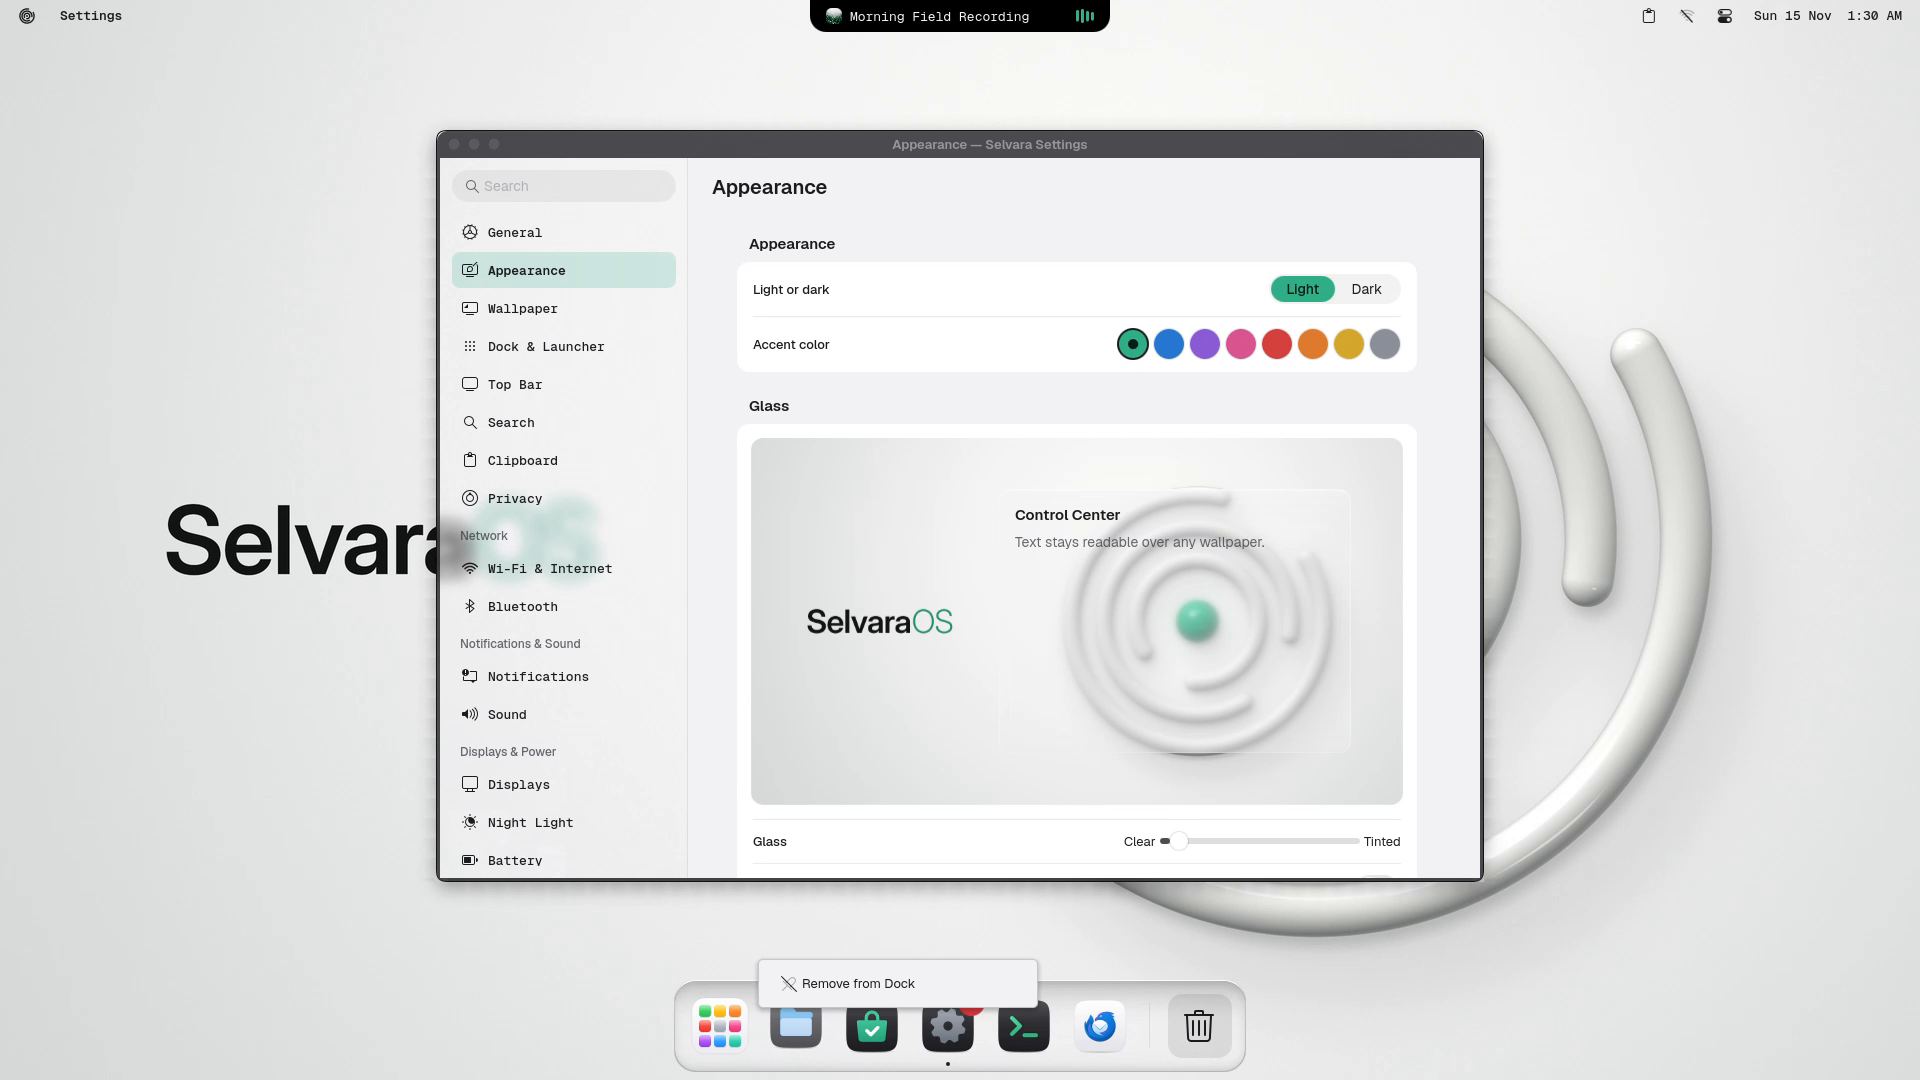 Settings
Morning Field Recording
Sun 15 Nov 1:30 AM
Appearance — Selvara Settings
Search
General
Appearance
Wallpaper
Dock & Launcher
Top Bar
Search
Clipboard
Privacy
Network
Wi-Fi & Internet
Bluetooth
Notifications & Sound
Notifications
Sound
Displays & Power
Displays
Night Light
Battery
Appearance
Appearance
Light or dark
Light Dark
Accent color
Glass
Control Center
Text stays readable over any wallpaper.
SelvaraOS
Glass
Clear
Tinted
SelvaraOS
Remove from Dock